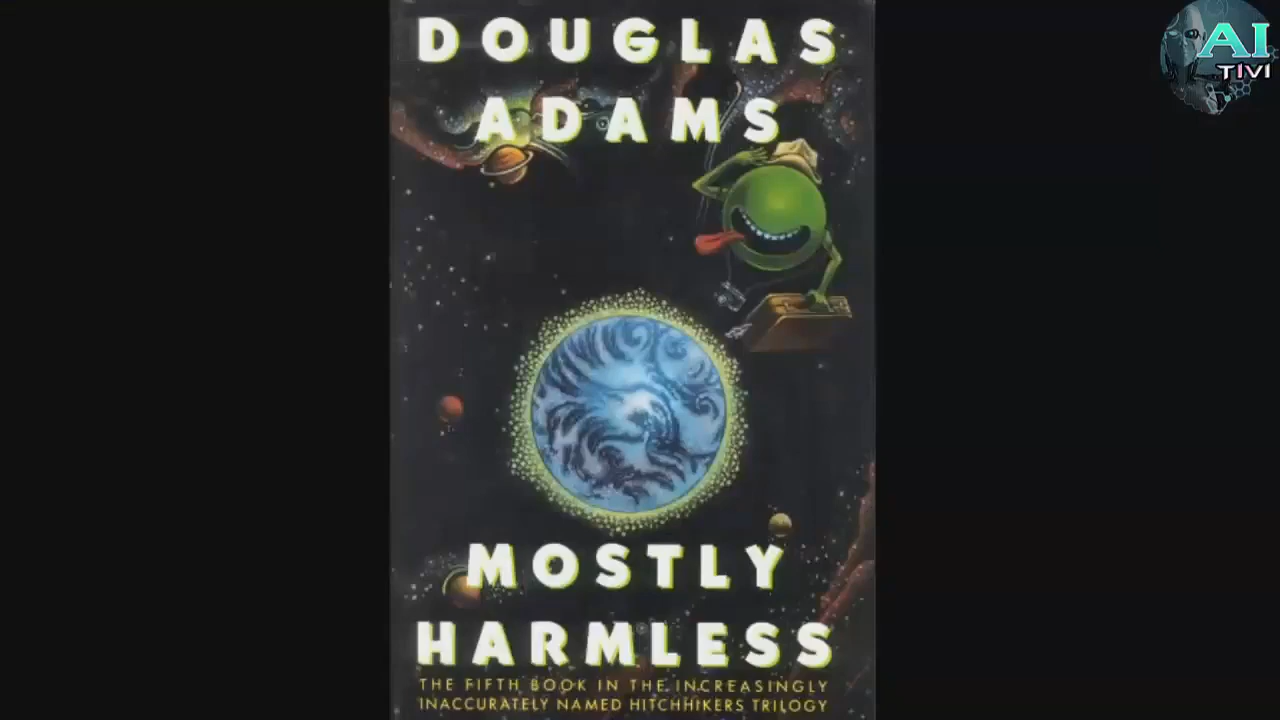 DOUGLAS
ADAMS
MOSTLY
HARMLESS
THE FIFTH BOOK IN THE INCREASINGLY
INACCURATELY NAMED HITCHHIKERS TRILOGY
AI
TIVI